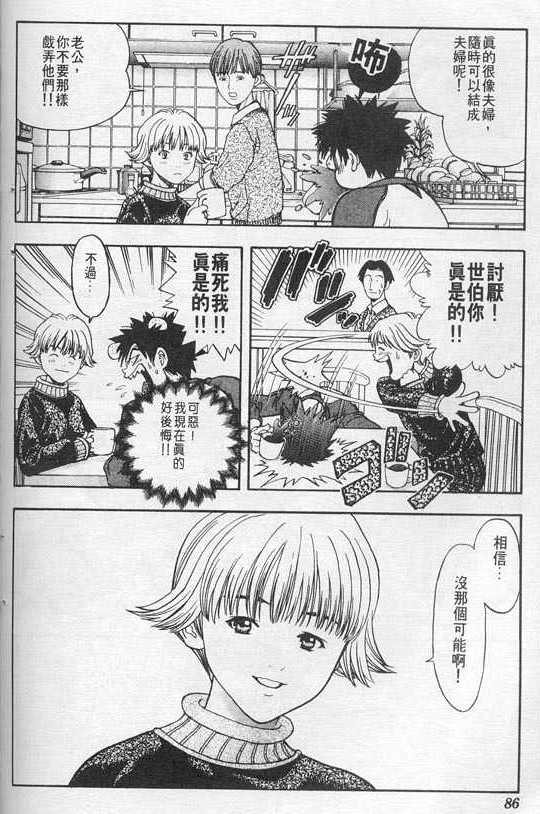 真的很像夫婦，
隨時可以結成
夫婦呢！
咘
老公，
你不要那樣
戲弄他們!!
討厭！
世伯你
真是的!!
ゴン
痛死我!!
真是的!!
可惡！
我現在真的
好後悔!!
不過…
相信…
沒那個可能啊！
86